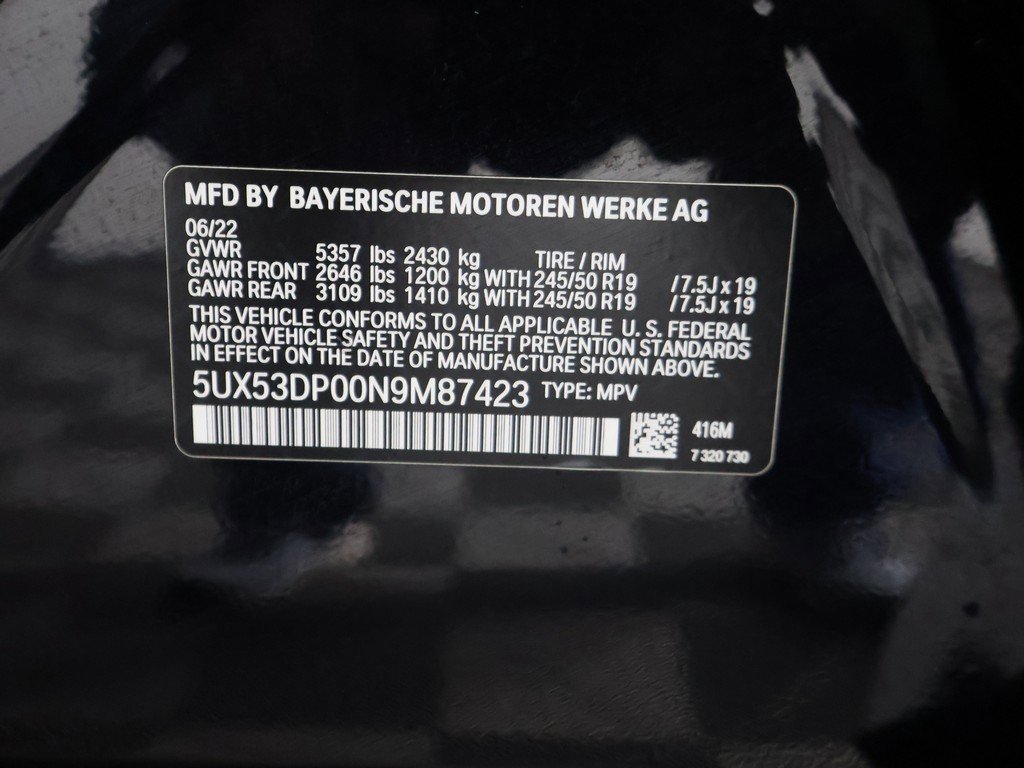 MFD BY BAYERISCHE MOTOREN WERKE AG
06/22
GVWR 5357 lbs 2430 kg TIRE / RIM
GAWR FRONT 2646 lbs 1200 kg WITH 245/50 R19 /7.5J x 19
GAWR REAR 3109 lbs 1410 kg WITH 245/50 R19 /7.5J x 19
THIS VEHICLE CONFORMS TO ALL APPLICABLE U. S. FEDERAL
MOTOR VEHICLE SAFETY AND THEFT PREVENTION STANDARDS
IN EFFECT ON THE DATE OF MANUFACTURE SHOWN ABOVE.
5UX53DP00N9M87423 TYPE: MPV
416M
7 320 730